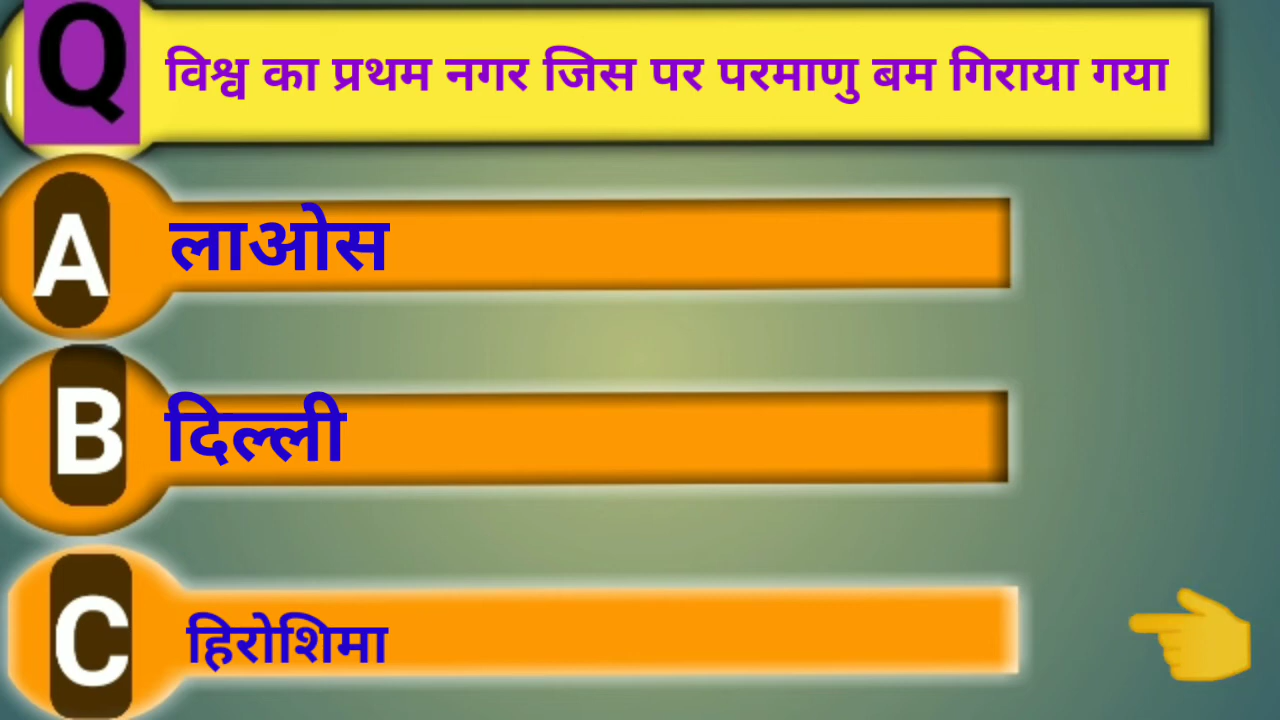 Q विश्व का प्रथम नगर जिस पर परमाणु बम गिराया गया
A लाओस
B दिल्ली
C हिरोशिमा